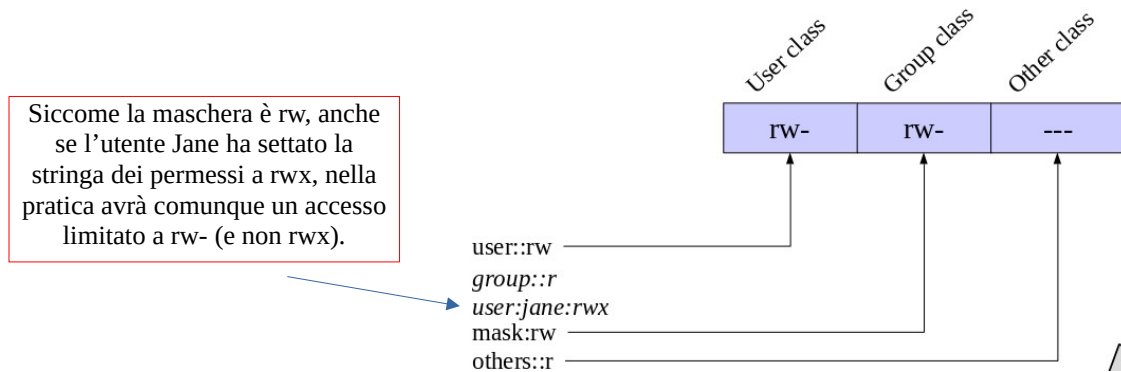 User class
Group class
Other class
rw-
rw-
---
Siccome la maschera è rw, anche
se l’utente Jane ha settato la
stringa dei permessi a rwx, nella
pratica avrà comunque un accesso
limitato a rw- (e non rwx).
user::rw
group::r
user:jane:rwx
mask:rw
others::r